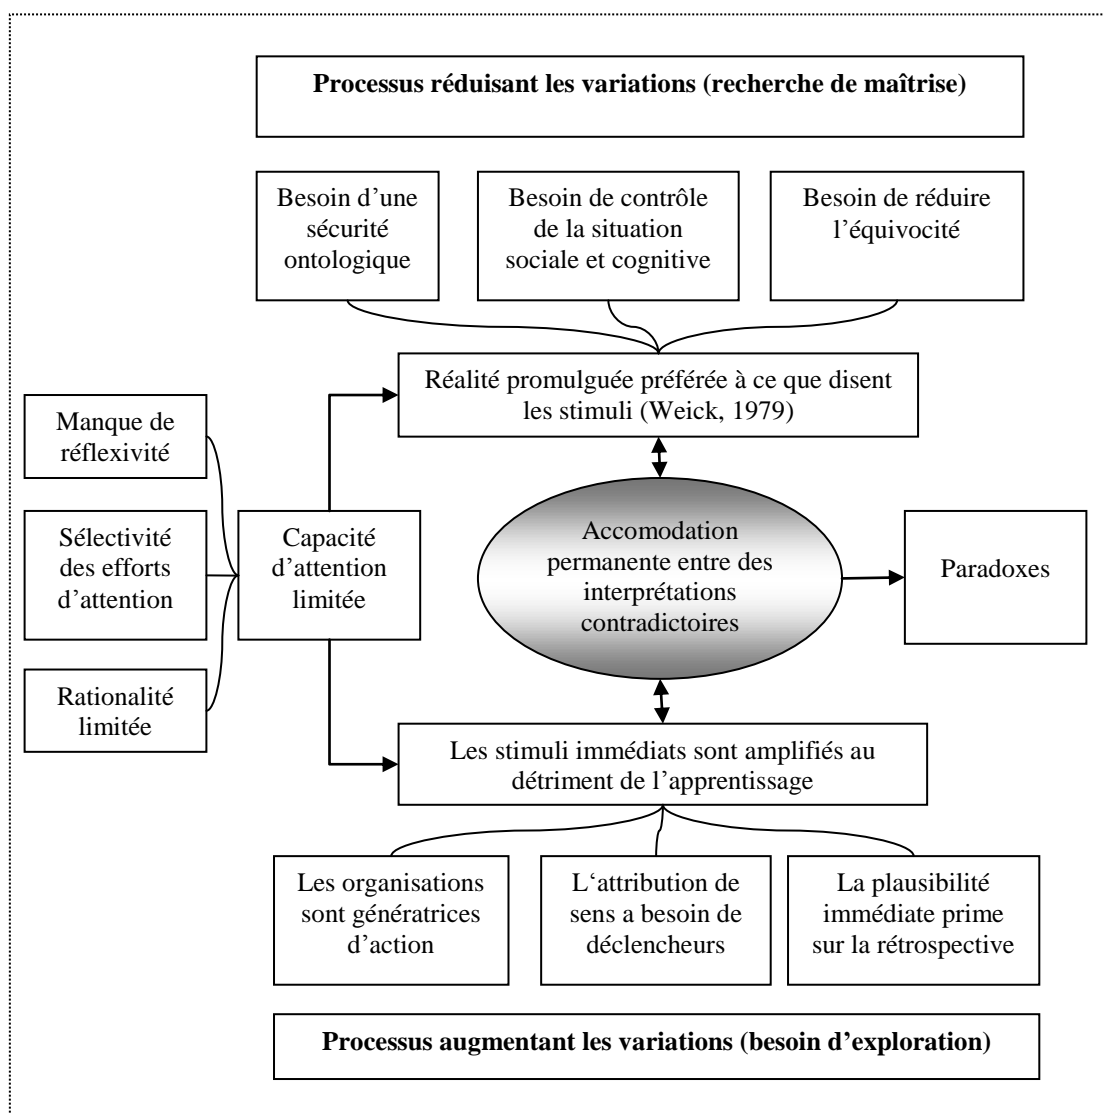 Processus réduisant les variations (recherche de maîtrise)
Besoin d’une
sécurité
ontologique
Besoin de contrôle
de la situation
sociale et cognitive
Besoin de réduire
l’équivocité
Réalité promulguée préférée à ce que disent
les stimuli (Weick, 1979)
Manque de
réflexivité
Sélectivité
des efforts
d’attention
Rationalité
limitée
Capacité
d’attention
limitée
Accomodation
permanente entre des
interprétations
contradictoires
Paradoxes
Les stimuli immédiats sont amplifiés au
détriment de l’apprentissage
Les organisations
sont génératrices
d’action
L‘attribution de
sens a besoin de
déclencheurs
La plausibilité
immédiate prime
sur la rétrospective
Processus augmentant les variations (besoin d’exploration)